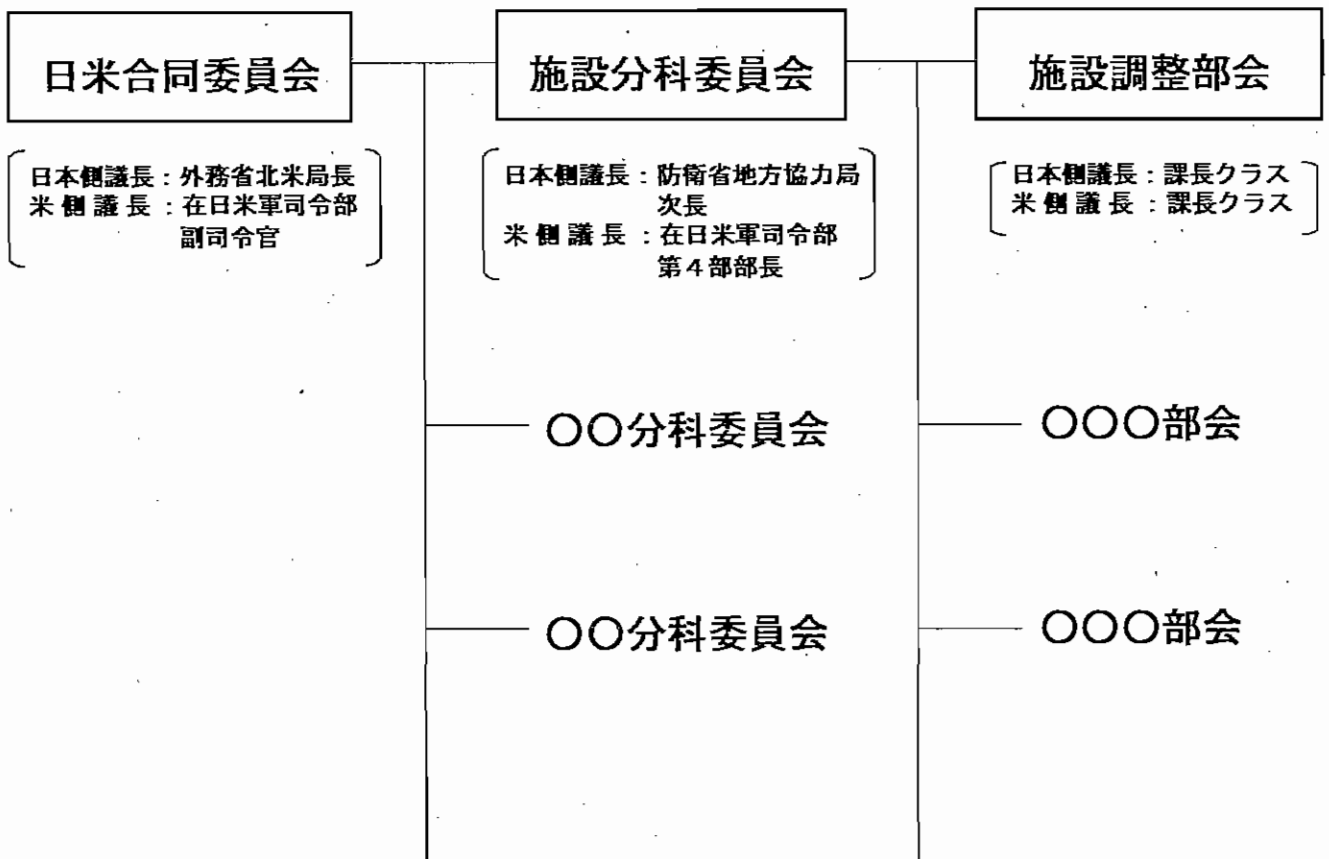 日米合同委員会
日本側議長：外務省北米局長
米側議長：在日米軍司令部
副司令官
施設分科委員会
日本側議長：防衛省地方協力局
次長
米側議長：在日米軍司令部
第４部部長
〇〇分科委員会
〇〇分科委員会
施設調整部会
日本側議長：課長クラス
米側議長：課長クラス
〇〇〇部会
〇〇〇部会